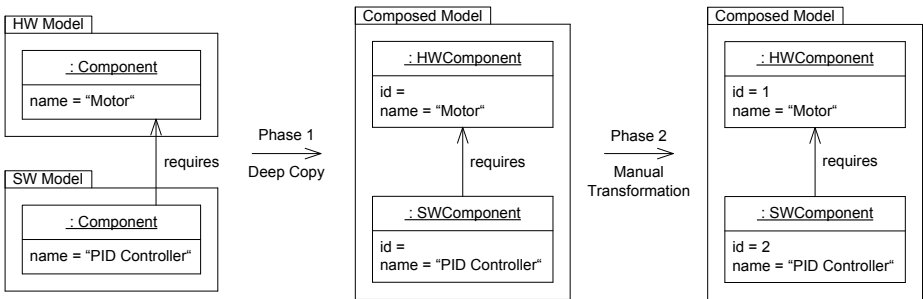 HW Model
: Component
name = “Motor“
requires
SW Model
: Component
name = “PID Controller“
Phase 1
Deep Copy
Composed Model
: HWComponent
id =
name = “Motor“
requires
: SWComponent
id =
name = “PID Controller“
Phase 2
Manual
Transformation
Composed Model
: HWComponent
id = 1
name = “Motor“
requires
: SWComponent
id = 2
name = “PID Controller“